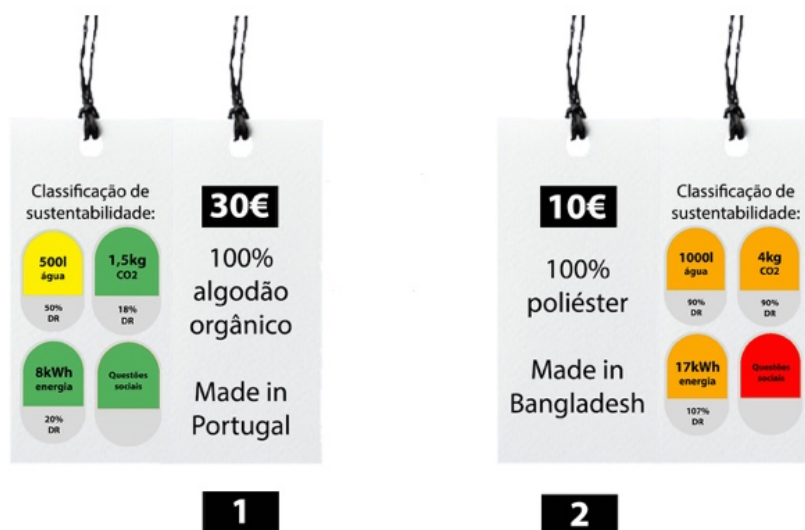 Classificação de
sustentabilidade:
500l
água
50%
DR
1,5kg
CO2
18%
DR
8kWh
energia
20%
DR
Questões
sociais
30€
100%
algodão
orgânico
Made in
Portugal
1
10€
100%
poliéster
Made in
Bangladesh
2
Classificação de
sustentabilidade:
1000l
água
90%
DR
4kg
CO2
90%
DR
17kWh
energia
107%
DR
Questões
sociais